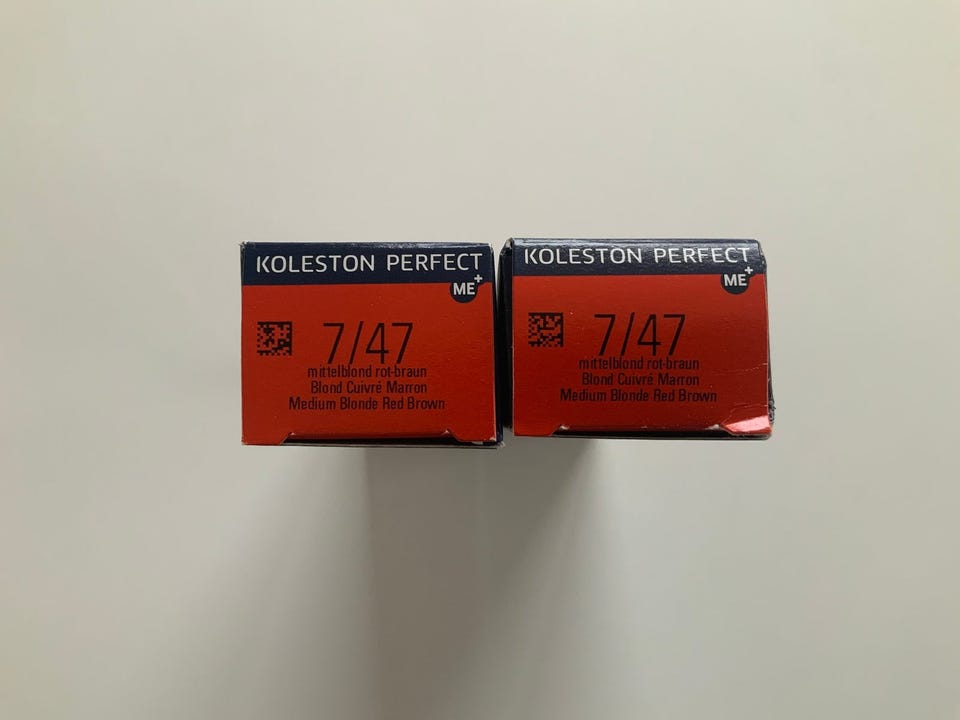 KOLESTON PERFECT
ME+
7/47
mittelblond rot-braun
Blond Cuivré Marron
Medium Blonde Red Brown
KOLESTON PERFECT
ME+
7/47
mittelblond rot-braun
Blond Cuivré Marron
Medium Blonde Red Brown